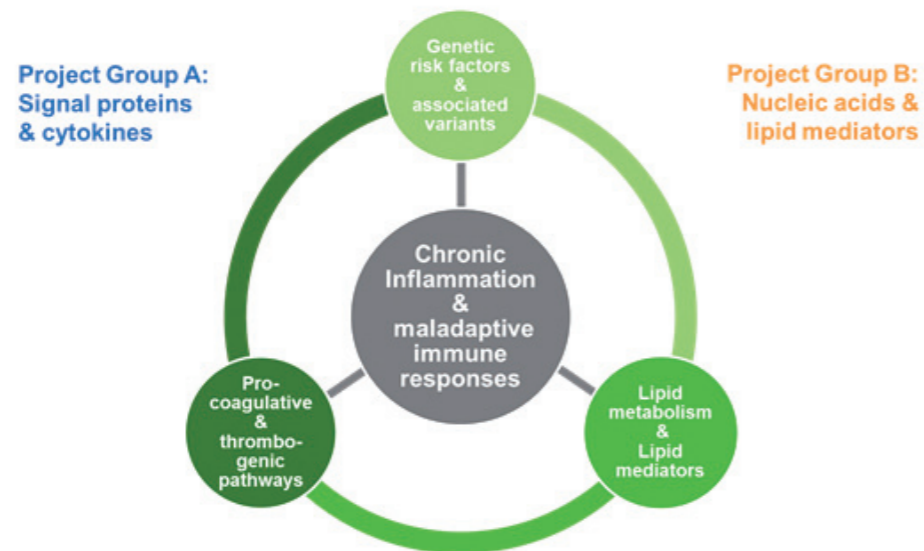 Genetic
risk factors
&
associated
variants
Project Group A:
Signal proteins
& cytokines
Project Group B:
Nucleic acids &
lipid mediators
Chronic
Inflammation
&
maladaptive
immune
responses
Pro-
coagulative
&
thrombo-
genic
pathways
Lipid
metabolism
&
Lipid
mediators